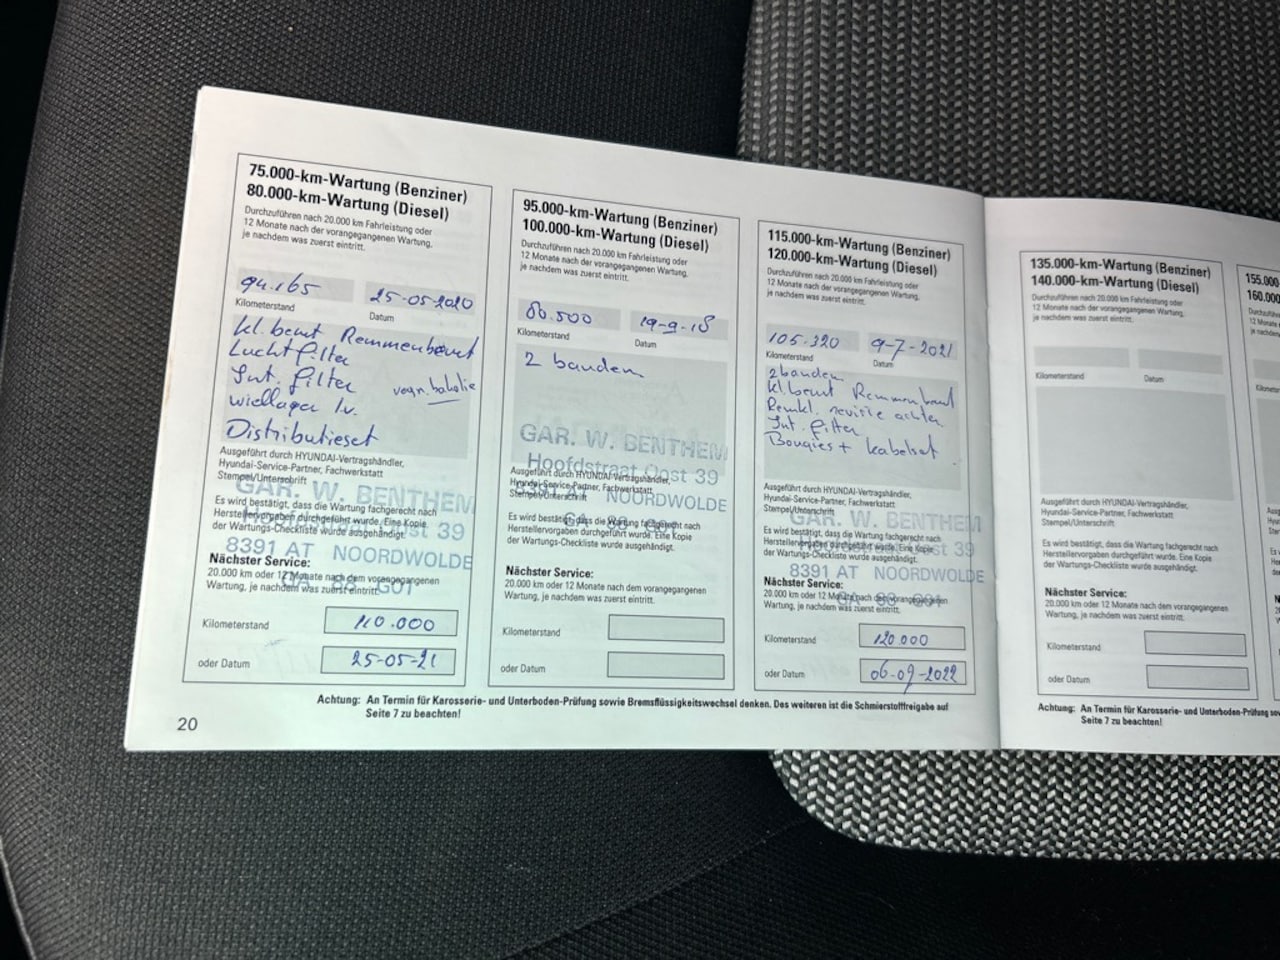 75.000-km-Wartung (Benziner)
80.000-km-Wartung (Diesel)
Durchzuführen nach 20.000 km Fahrleistung oder
12 Monate nach der vorangegangenen Wartung,
je nachdem was zuerst eintritt.
94.165
25-05-2020
Kilometerstand
Datum
kl.beurt Remmenbeurt
Luchtfilter
Int. filter
wiellager lv.
Distributieset
Ausgeführt durch HYUNDAI-Vertragshändler,
Hyundai-Service-Partner, Fachwerkstatt
Stempel/Unterschrift
GAR. W. BENTHEM
Es wird bestätigt, dass die Wartung fachgerecht nach
Herstellervorgaben durchgeführt wurde. Eine Kopie
der Wartungs-Checkliste wurde ausgehändigt.
8391 AT NOORDWOLDE
Nächster Service:
20.000 km oder 12 Monate nach dem vorangegangenen
Wartung, je nachdem was zuerst eintritt.
Kilometerstand 110.000
oder Datum 25-05-21
95.000-km-Wartung (Benziner)
100.000-km-Wartung (Diesel)
Durchzuführen nach 20.000 km Fahrleistung oder
12 Monate nach der vorangegangenen Wartung,
je nachdem was zuerst eintritt.
86.500
19-9-18
Kilometerstand
Datum
2 banden
GAR. W. BENTHEM
Hoofdstraat Oost 39
Ausgeführt durch HYUNDAI-Vertragshändler,
Hyundai-Service-Partner, Fachwerkstatt
Stempel/Unterschrift
8391 AT NOORDWOLDE
Es wird bestätigt, dass die Wartung fachgerecht nach
Herstellervorgaben durchgeführt wurde. Eine Kopie
der Wartungs-Checkliste wurde ausgehändigt.
Nächster Service:
20.000 km oder 12 Monate nach dem vorangegangenen
Wartung, je nachdem was zuerst eintritt.
Kilometerstand
oder Datum
115.000-km-Wartung (Benziner)
120.000-km-Wartung (Diesel)
Durchzuführen nach 20.000 km Fahrleistung oder
12 Monate nach der vorangegangenen Wartung,
je nachdem was zuerst eintritt.
105.320
9-7-2021
Kilometerstand
Datum
2 banden
kl.beurt Remmenbeurt
Remkl. revisie achter
Int. filter
Bougies + kabelset
Ausgeführt durch HYUNDAI-Vertragshändler,
Hyundai-Service-Partner, Fachwerkstatt
Stempel/Unterschrift
GAR. W. BENTHEM
Es wird bestätigt, dass die Wartung fachgerecht nach
Herstellervorgaben durchgeführt wurde. Eine Kopie
der Wartungs-Checkliste wurde ausgehändigt.
8391 AT NOORDWOLDE
Nächster Service:
20.000 km oder 12 Monate nach dem vorangegangenen
Wartung, je nachdem was zuerst eintritt.
Kilometerstand 120.000
oder Datum 06-07-2022
Achtung: An Termin für Karosserie- und Unterboden-Prüfung sowie Bremsflüssigkeitswechsel denken. Des weiteren ist die Schmierstofffreigabe auf
Seite 7 zu beachten!
20
135.000-km-Wartung (Benziner)
140.000-km-Wartung (Diesel)
Durchzuführen nach 20.000 km Fahrleistung oder
12 Monate nach der vorangegangenen Wartung,
je nachdem was zuerst eintritt.
Kilometerstand
Datum
Ausgeführt durch HYUNDAI-Vertragshändler,
Hyundai-Service-Partner, Fachwerkstatt
Stempel/Unterschrift
Es wird bestätigt, dass die Wartung fachgerecht nach
Herstellervorgaben durchgeführt wurde. Eine Kopie
der Wartungs-Checkliste wurde ausgehändigt.
Nächster Service:
20.000 km oder 12 Monate nach dem vorangegangenen
Wartung, je nachdem was zuerst eintritt.
Kilometerstand
oder Datum
Achtung: An Termin für Karosserie- und Unterboden-Prüfung
Seite 7 zu beachten!
155.000
160.000